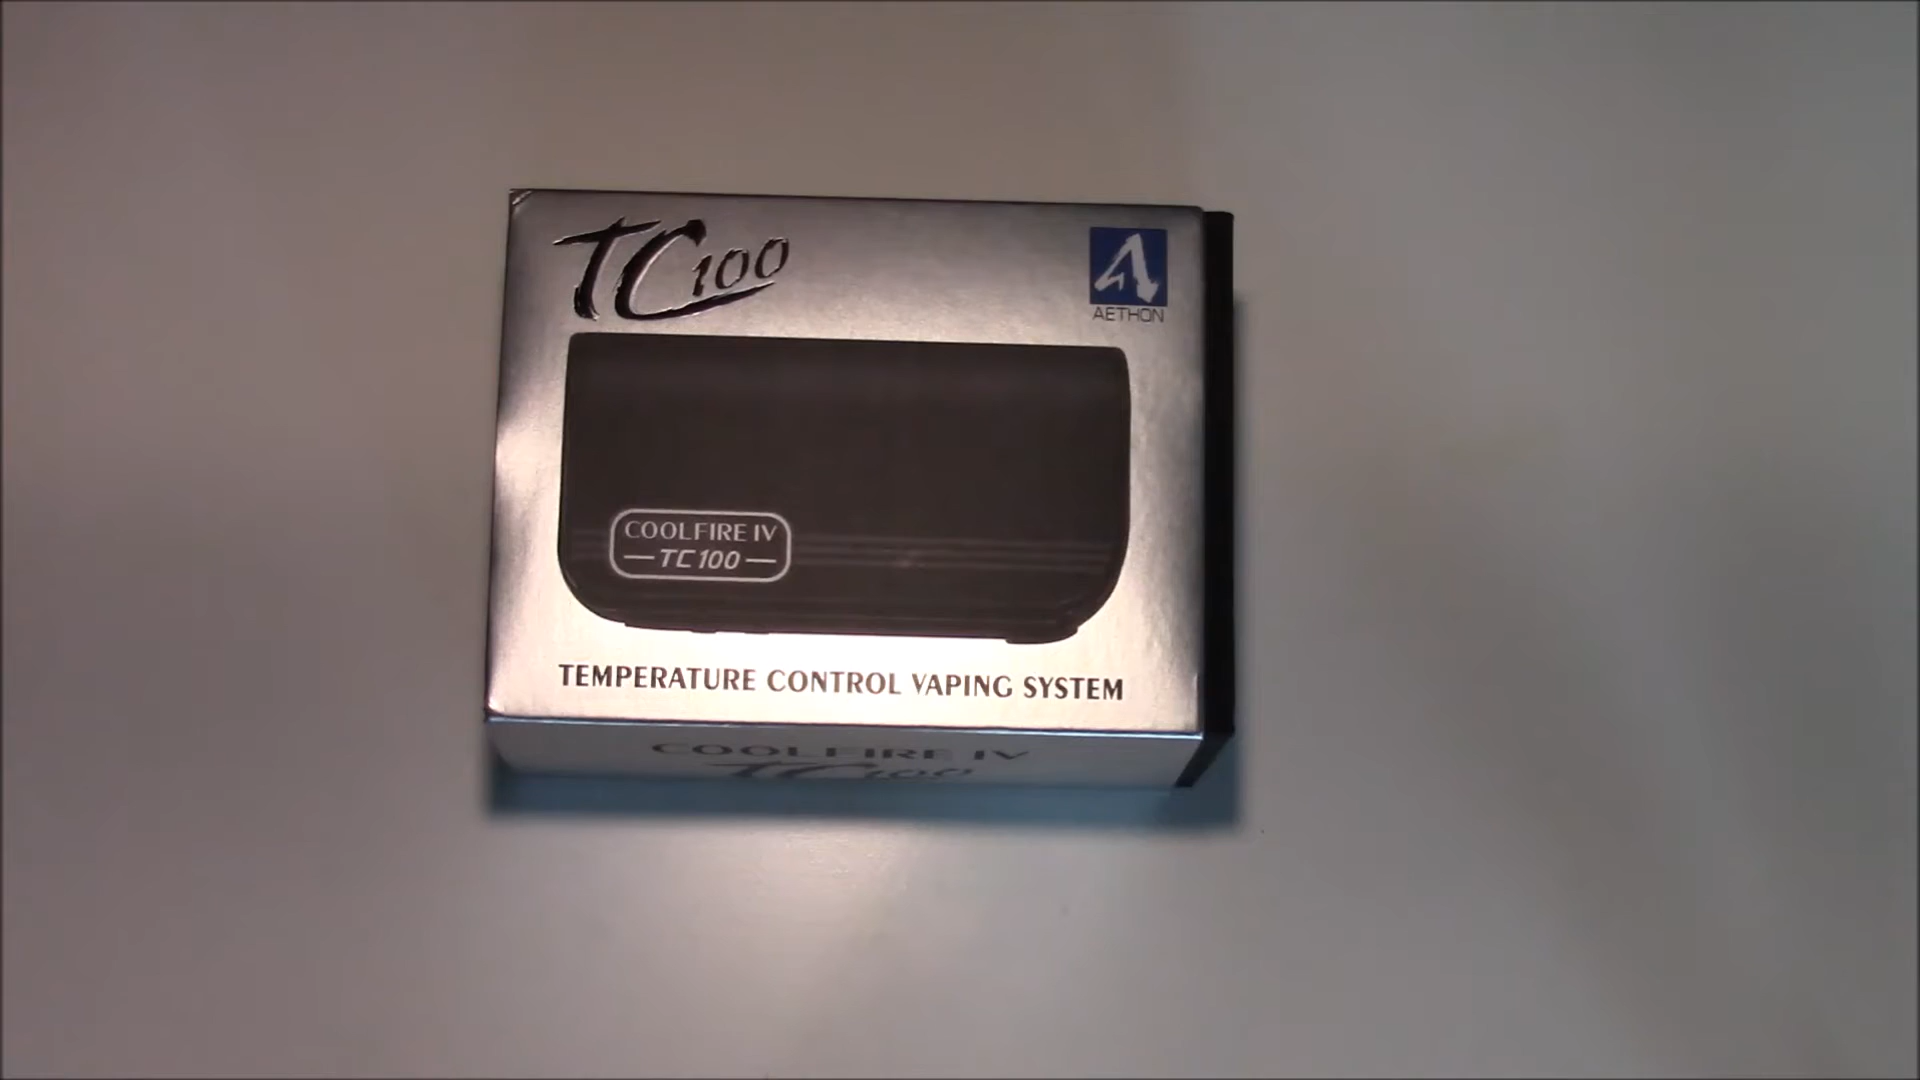 TC100
AETHON
COOLFIRE IV
TC100
TEMPERATURE CONTROL VAPING SYSTEM
COOLFIRE IV
TC100